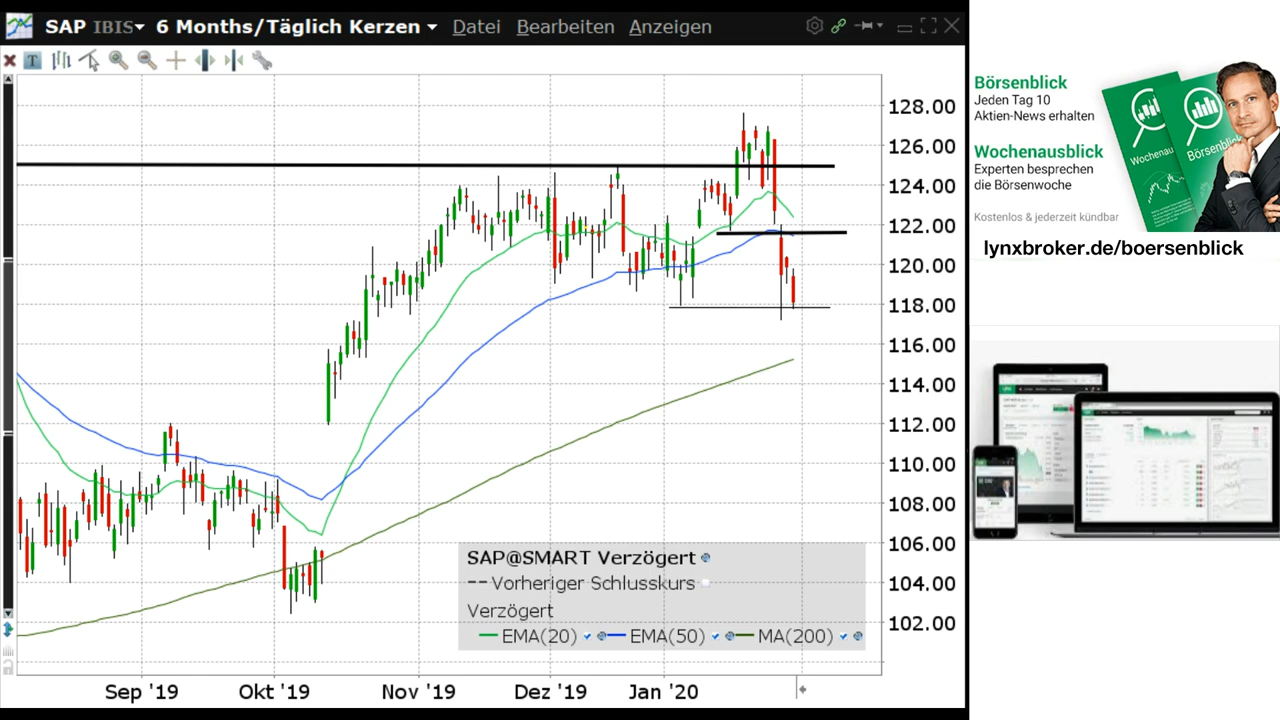 SAP IBIS 6 Months/Täglich Kerzen Datei Bearbeiten Anzeigen
T
128.00
126.00
124.00
122.00
120.00
118.00
116.00
114.00
112.00
110.00
108.00
106.00
104.00
102.00
SAP@SMART Verzögert
Vorheriger Schlusskurs
Verzögert
EMA(20) EMA(50) MA(200)
Sep '19 Okt '19 Nov '19 Dez '19 Jan '20
Börsenblick
Jeden Tag 10
Aktien-News erhalten
Wochenausblick
Experten besprechen
die Börsenwoche
Kostenlos & jederzeit kündbar
Wochenau
Börsenblick
lynxbroker.de/boersenblick